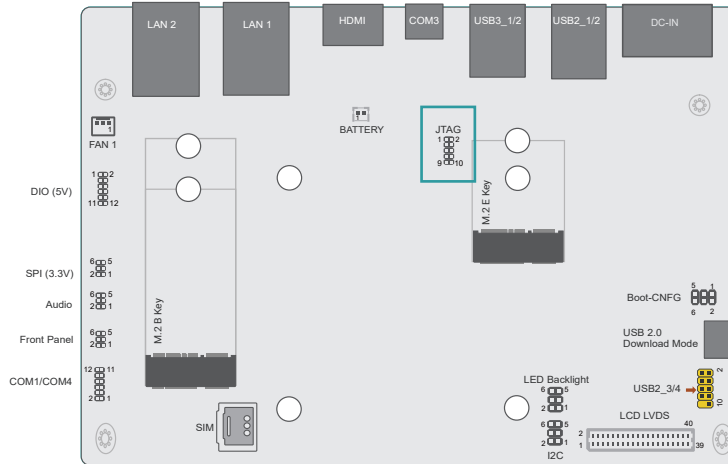 LAN 2
LAN 1
HDMI
COM3
USB3_1/2
USB2_1/2
DC-IN
1
FAN 1
1
BATTERY
JTAG
1 2
9 10
DIO (5V)
1 2
11 12
M.2 E Key
SPI (3.3V)
6 5
2 1
Audio
6 5
2 1
Front Panel
6 5
2 1
COM1/COM4
12 11
2 1
M.2 B Key
SIM
Boot-CNFG
5 1
6 2
USB 2.0
Download Mode
USB2_3/4
2
10
LED Backlight
6 5
2 1
6 5
2 1
I2C
LCD LVDS
40
2
1
39